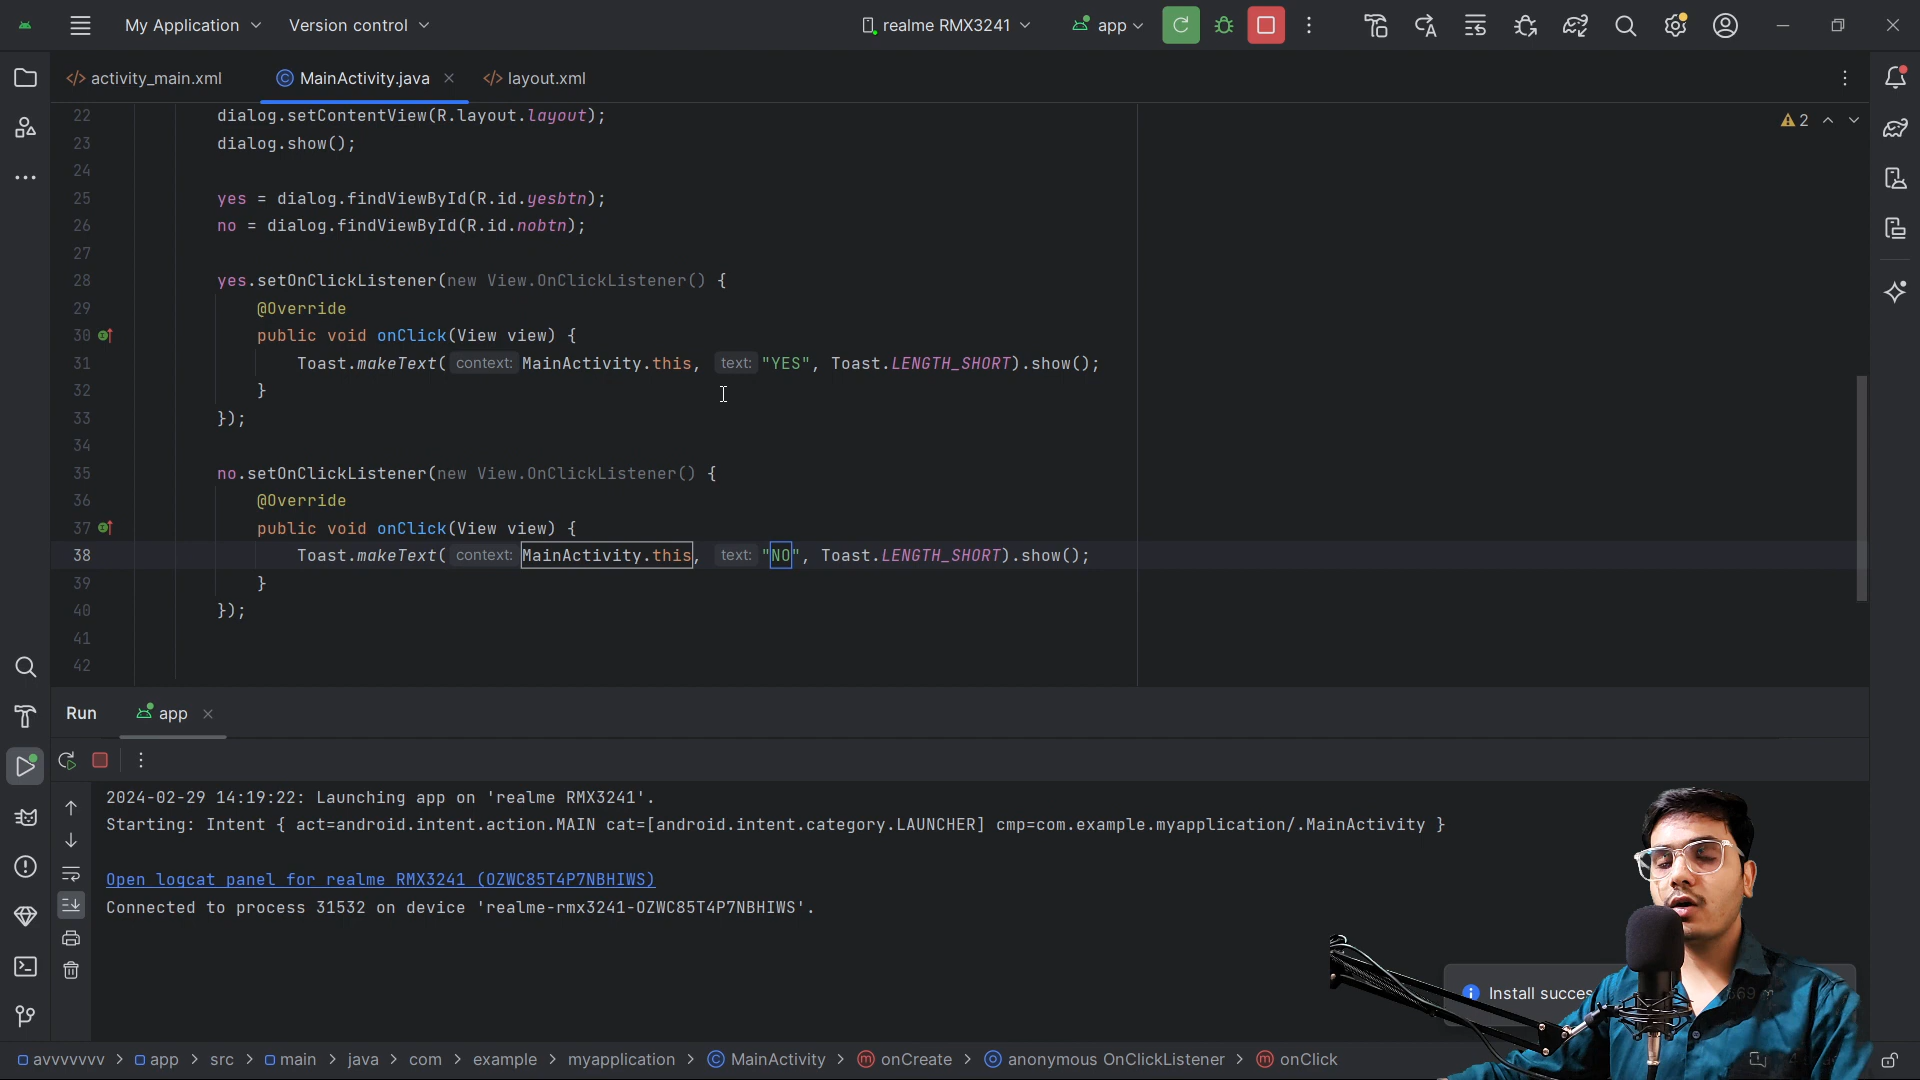 My Application
Version control
realme RMX3241
app
activity_main.xml
MainActivity.java
layout.xml
2
22 dialog.setContentView(R.layout.layout);
23 dialog.show();
24
25 yes = dialog.findViewById(R.id.yesbtn);
26 no = dialog.findViewById(R.id.nobtn);
27
28 yes.setOnClickListener(new View.OnClickListener() {
29 @Override
30 public void onClick(View view) {
31 Toast.makeText( context: MainActivity.this, text: "YES", Toast.LENGTH_SHORT).show();
32 }
33 });
34
35 no.setOnClickListener(new View.OnClickListener() {
36 @Override
37 public void onClick(View view) {
38 Toast.makeText( context: MainActivity.this, text: "NO", Toast.LENGTH_SHORT).show();
39 }
40 });
41
42
Run
app
2024-02-29 14:19:22: Launching app on 'realme RMX3241'.
Starting: Intent { act=android.intent.action.MAIN cat=[android.intent.category.LAUNCHER] cmp=com.example.myapplication/.MainActivity }
Open logcat panel for realme RMX3241 (OZWC85T4P7NBHIWS)
Connected to process 31532 on device 'realme-rmx3241-OZWC85T4P7NBHIWS'.
Install
avvvvvvv > app > src > main > java > com > example > myapplication > MainActivity > onCreate > anonymous OnClickListener > onClick